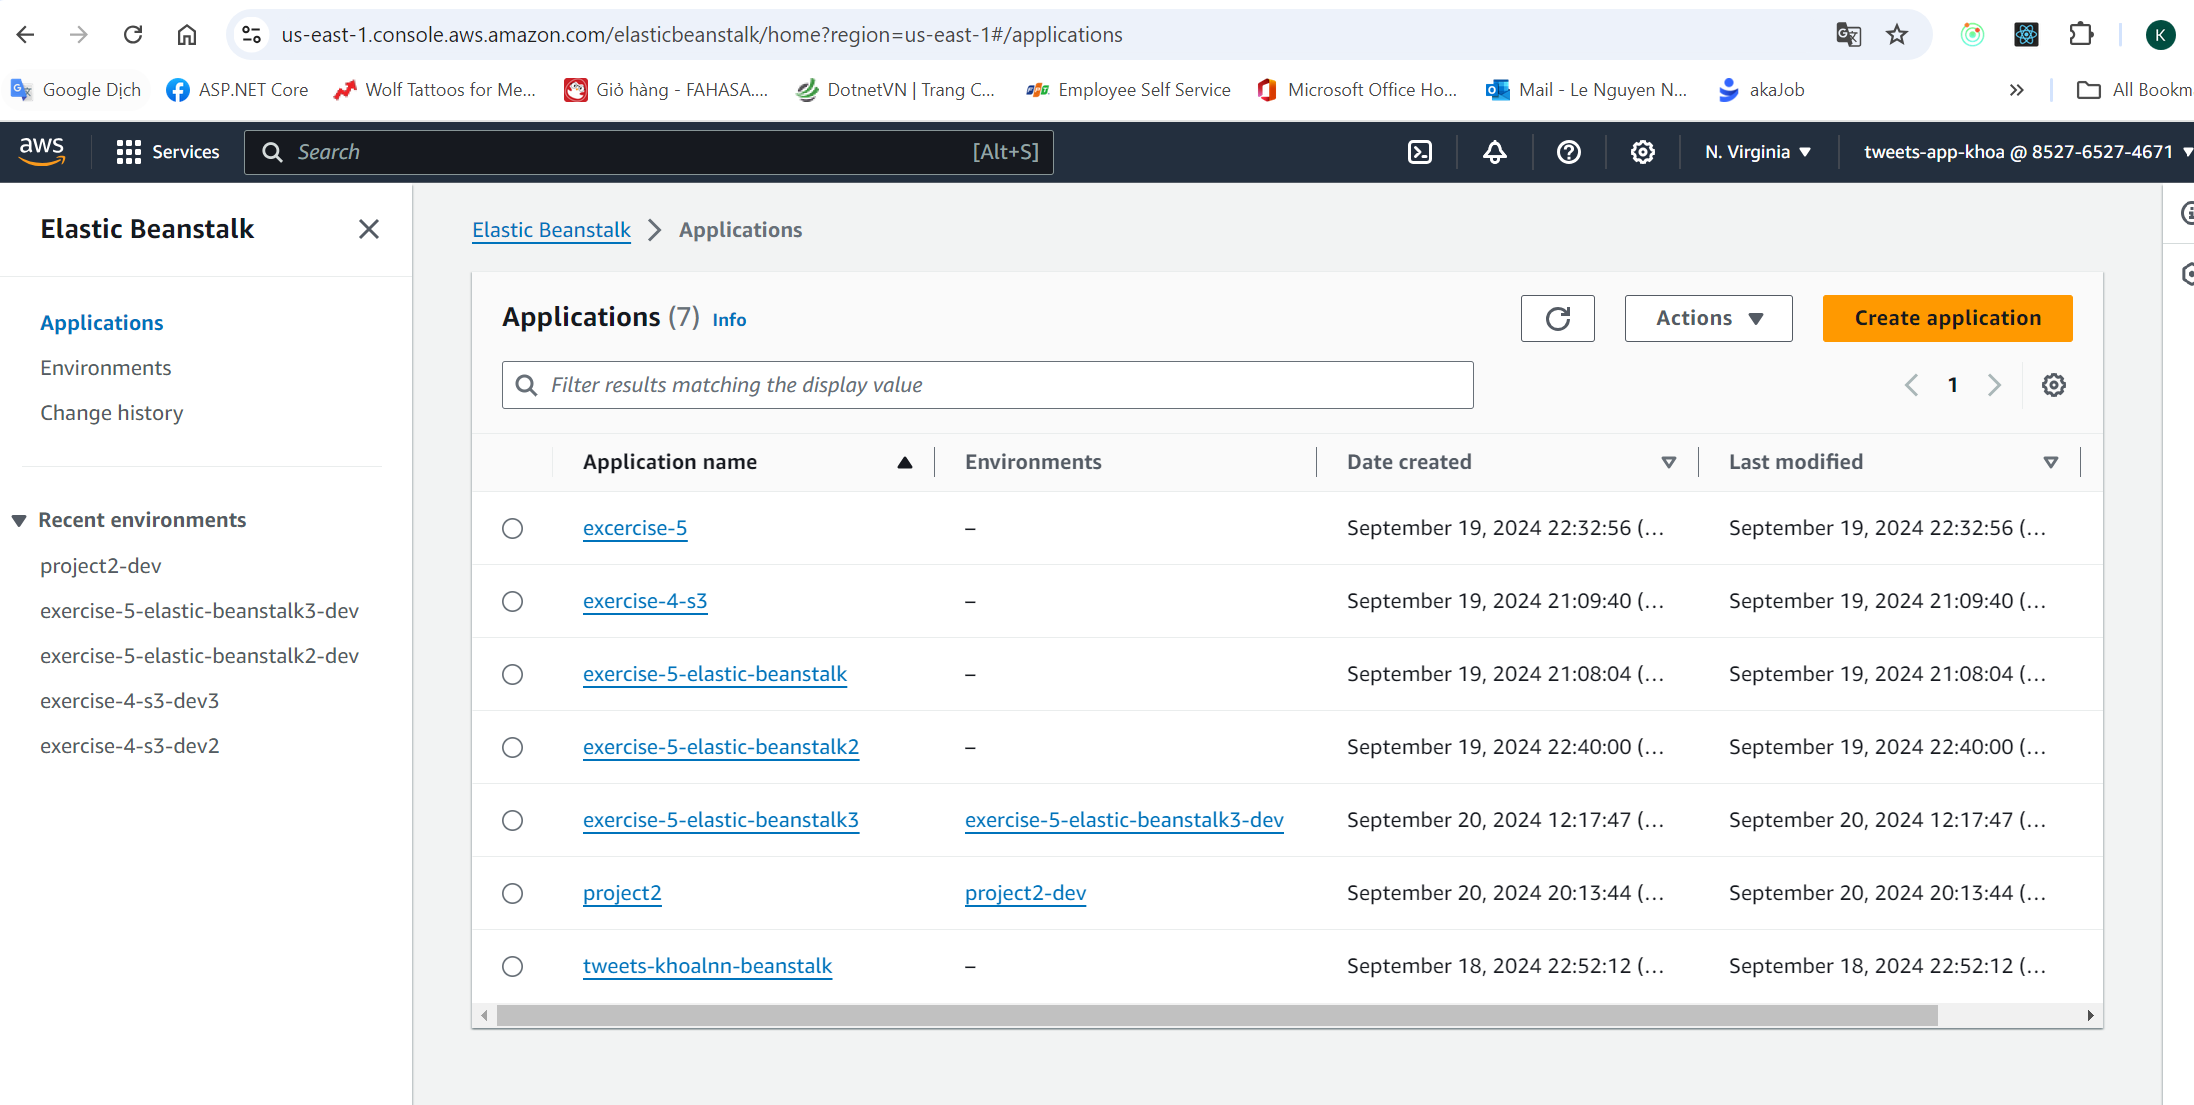 us-east-1.console.aws.amazon.com/elasticbeanstalk/home?region=us-east-1#/applications
K
Google Dịch ASP.NET Core Wolf Tattoos for Me... Giỏ hàng - FAHASA.... DotnetVN | Trang C... Employee Self Service Microsoft Office Ho... Mail - Le Nguyen N... akaJob » All Bookm
aws Services Search [Alt+S] N. Virginia tweets-app-khoa @ 8527-6527-4671
Elastic Beanstalk
Applications
Environments
Change history
Recent environments
project2-dev
exercise-5-elastic-beanstalk3-dev
exercise-5-elastic-beanstalk2-dev
exercise-4-s3-dev3
exercise-4-s3-dev2
Elastic Beanstalk > Applications
Applications (7) Info Actions Create application
Filter results matching the display value 1
Application name Environments Date created Last modified
excercise-5 – September 19, 2024 22:32:56 (... September 19, 2024 22:32:56 (...
exercise-4-s3 – September 19, 2024 21:09:40 (... September 19, 2024 21:09:40 (...
exercise-5-elastic-beanstalk – September 19, 2024 21:08:04 (... September 19, 2024 21:08:04 (...
exercise-5-elastic-beanstalk2 – September 19, 2024 22:40:00 (... September 19, 2024 22:40:00 (...
exercise-5-elastic-beanstalk3 exercise-5-elastic-beanstalk3-dev September 20, 2024 12:17:47 (... September 20, 2024 12:17:47 (...
project2 project2-dev September 20, 2024 20:13:44 (... September 20, 2024 20:13:44 (...
tweets-khoalnn-beanstalk – September 18, 2024 22:52:12 (... September 18, 2024 22:52:12 (...